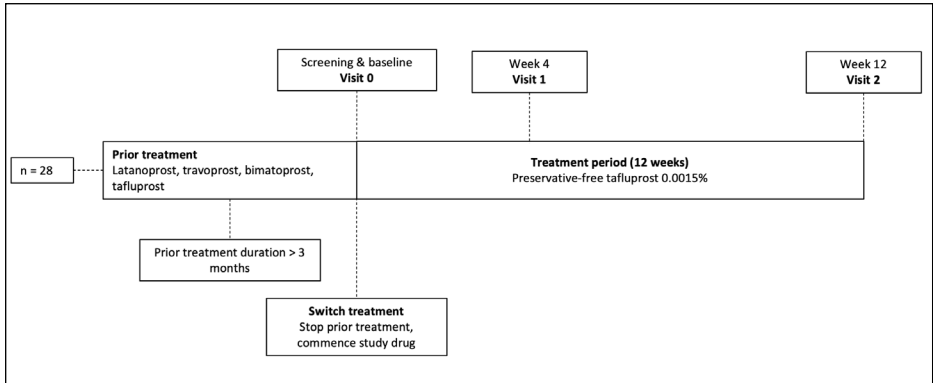 Screening & baseline
Visit 0
Week 4
Visit 1
Week 12
Visit 2
n = 28
Prior treatment
Latanoprost, travoprost, bimatoprost,
tafluprost
Treatment period (12 weeks)
Preservative-free tafluprost 0.0015%
Prior treatment duration > 3
months
Switch treatment
Stop prior treatment,
commence study drug